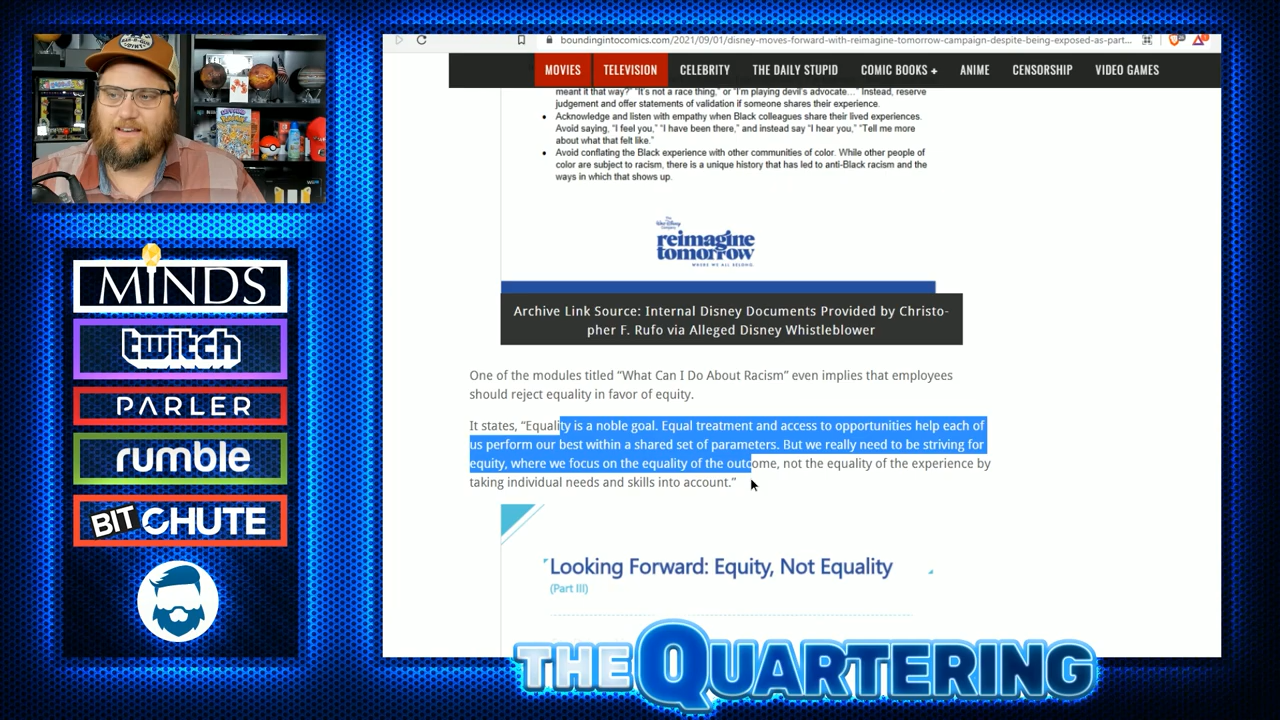 MINDS
twitch
PARLER
rumble
BITCHUTE
boundingintocomics.com/2021/09/01/disney-moves-forward-with-reimagine-tomorrow-campaign-despite-being-exposed-as-part...
MOVIES TELEVISION CELEBRITY THE DAILY STUPID COMIC BOOKS + ANIME CENSORSHIP VIDEO GAMES
meant it that way?" "It's not a race thing," or "I'm playing devil's advocate..." Instead, reserve
judgement and offer statements of validation if someone shares their experience.
• Acknowledge and listen with empathy when Black colleagues share their lived experiences.
Avoid saying, "I feel you," "I have been there," and instead say "I hear you," "Tell me more
about what that felt like."
• Avoid conflating the Black experience with other communities of color. While other people of
color are subject to racism, there is a unique history that has led to anti-Black racism and the
ways in which that shows up.
The
Walt Disney
Company
reimagine
tomorrow
WHERE WE ALL BELONG.
Archive Link Source: Internal Disney Documents Provided by Christo-
pher F. Rufo via Alleged Disney Whistleblower
One of the modules titled “What Can I Do About Racism” even implies that employees
should reject equality in favor of equity.
It states, “Equality is a noble goal. Equal treatment and access to opportunities help each of
us perform our best within a shared set of parameters. But we really need to be striving for
equity, where we focus on the equality of the outcome, not the equality of the experience by
taking individual needs and skills into account.”
Looking Forward: Equity, Not Equality
(Part III)
THE QUARTERING